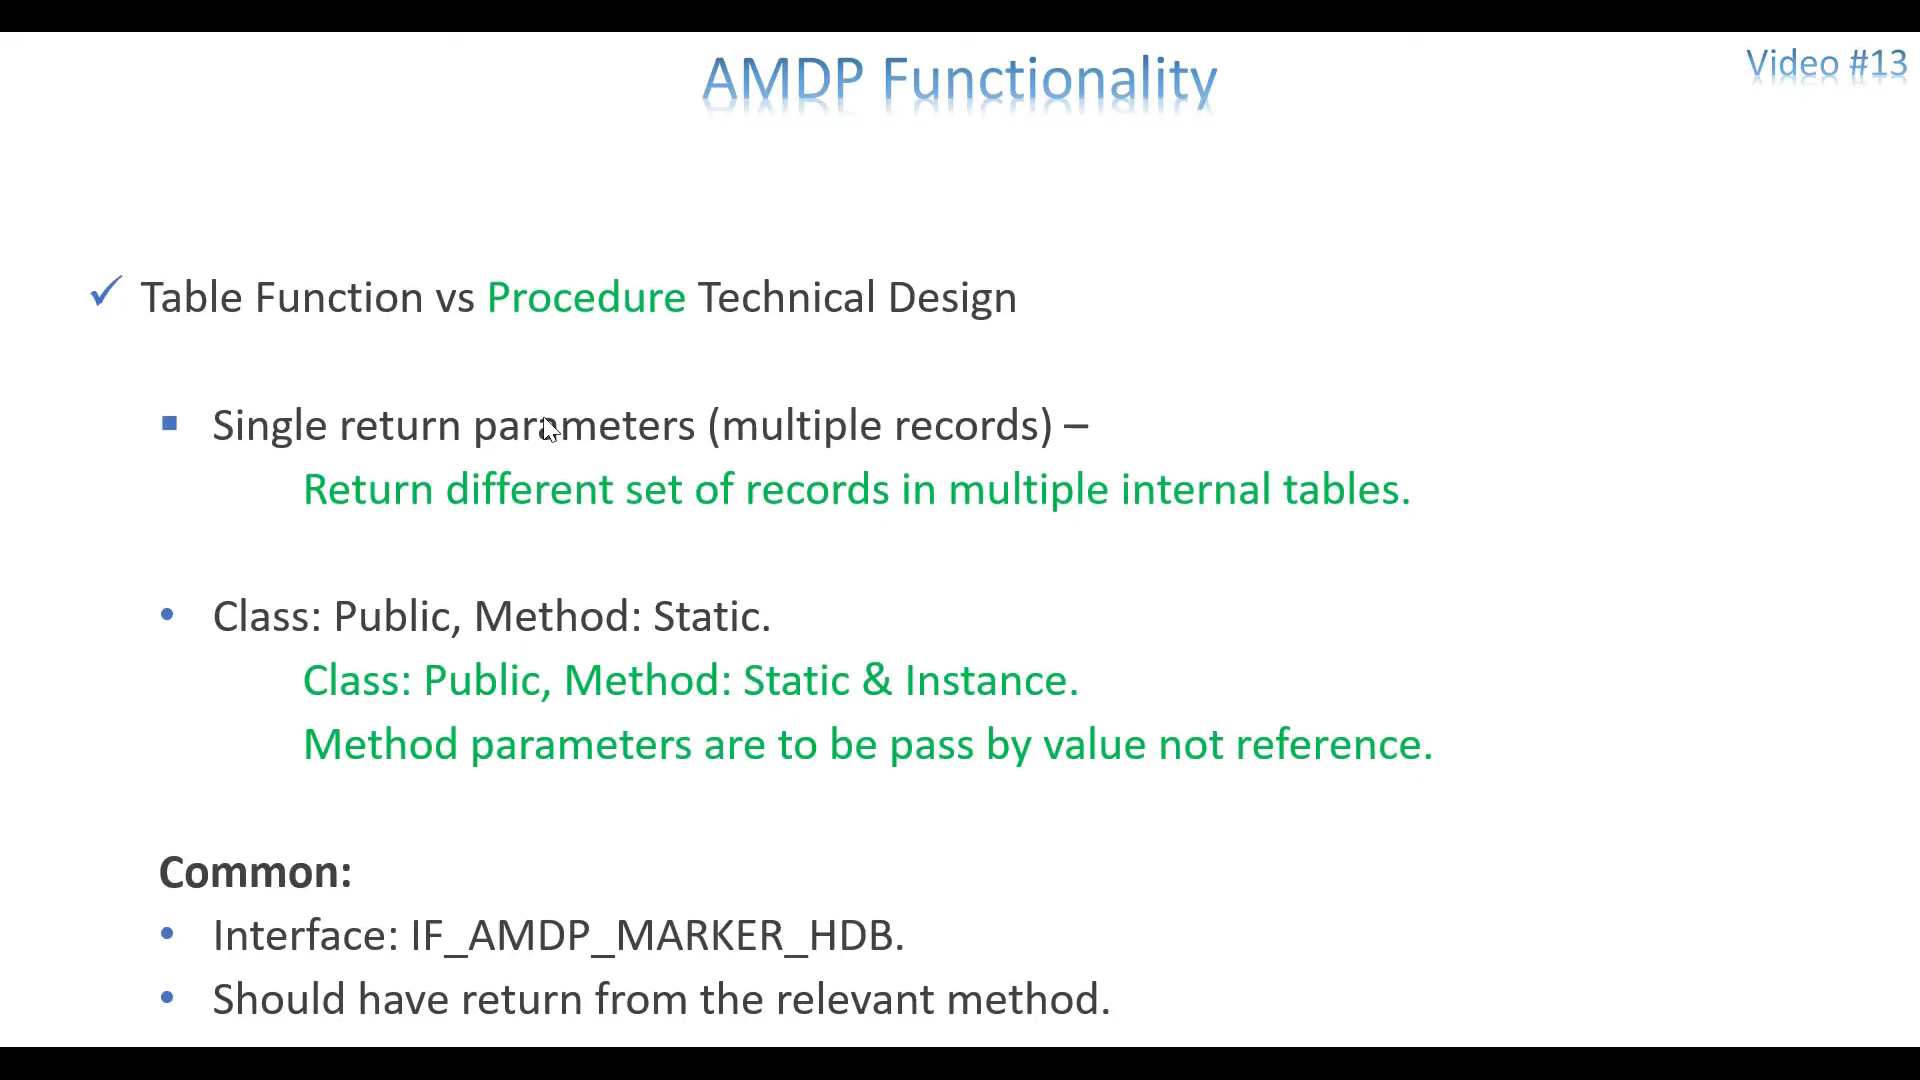 AMDP Functionality
Video #13
✓ Table Function vs Procedure Technical Design
▪ Single return parameters (multiple records) –
Return different set of records in multiple internal tables.
• Class: Public, Method: Static.
Class: Public, Method: Static & Instance.
Method parameters are to be pass by value not reference.
Common:
• Interface: IF_AMDP_MARKER_HDB.
• Should have return from the relevant method.